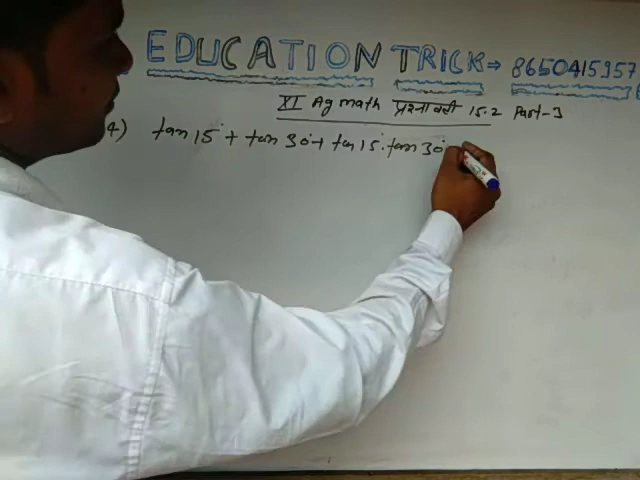 EDUCATION TRICK → 8650415957
XI Ag math प्रश्नावली 15.2 Part-3
4) tan 15° + tan 30° + tan 15°. tan 30°